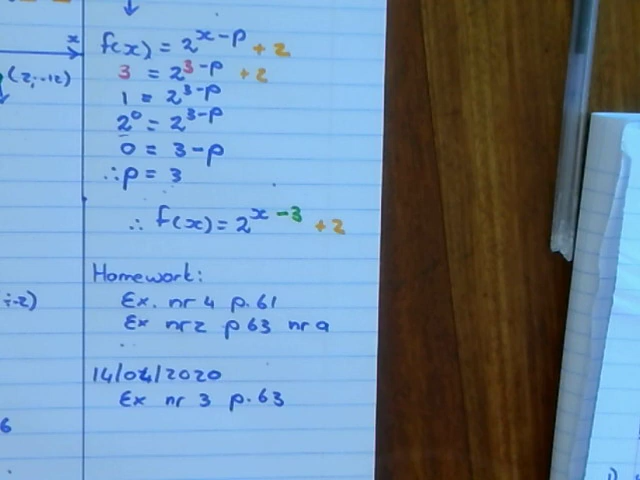 x
(2,-12)
f(x) = 2^{x-p} + 2
3 = 2^{3-p} + 2
1 = 2^{3-p}
2^0 = 2^{3-p}
0 = 3-p
∴ p = 3
∴ f(x) = 2^{x-3} + 2
Homework:
Ex. nr 4 p.61
Ex nr 2 p 63 nr a
14/04/2020
Ex nr 3 p.63
6